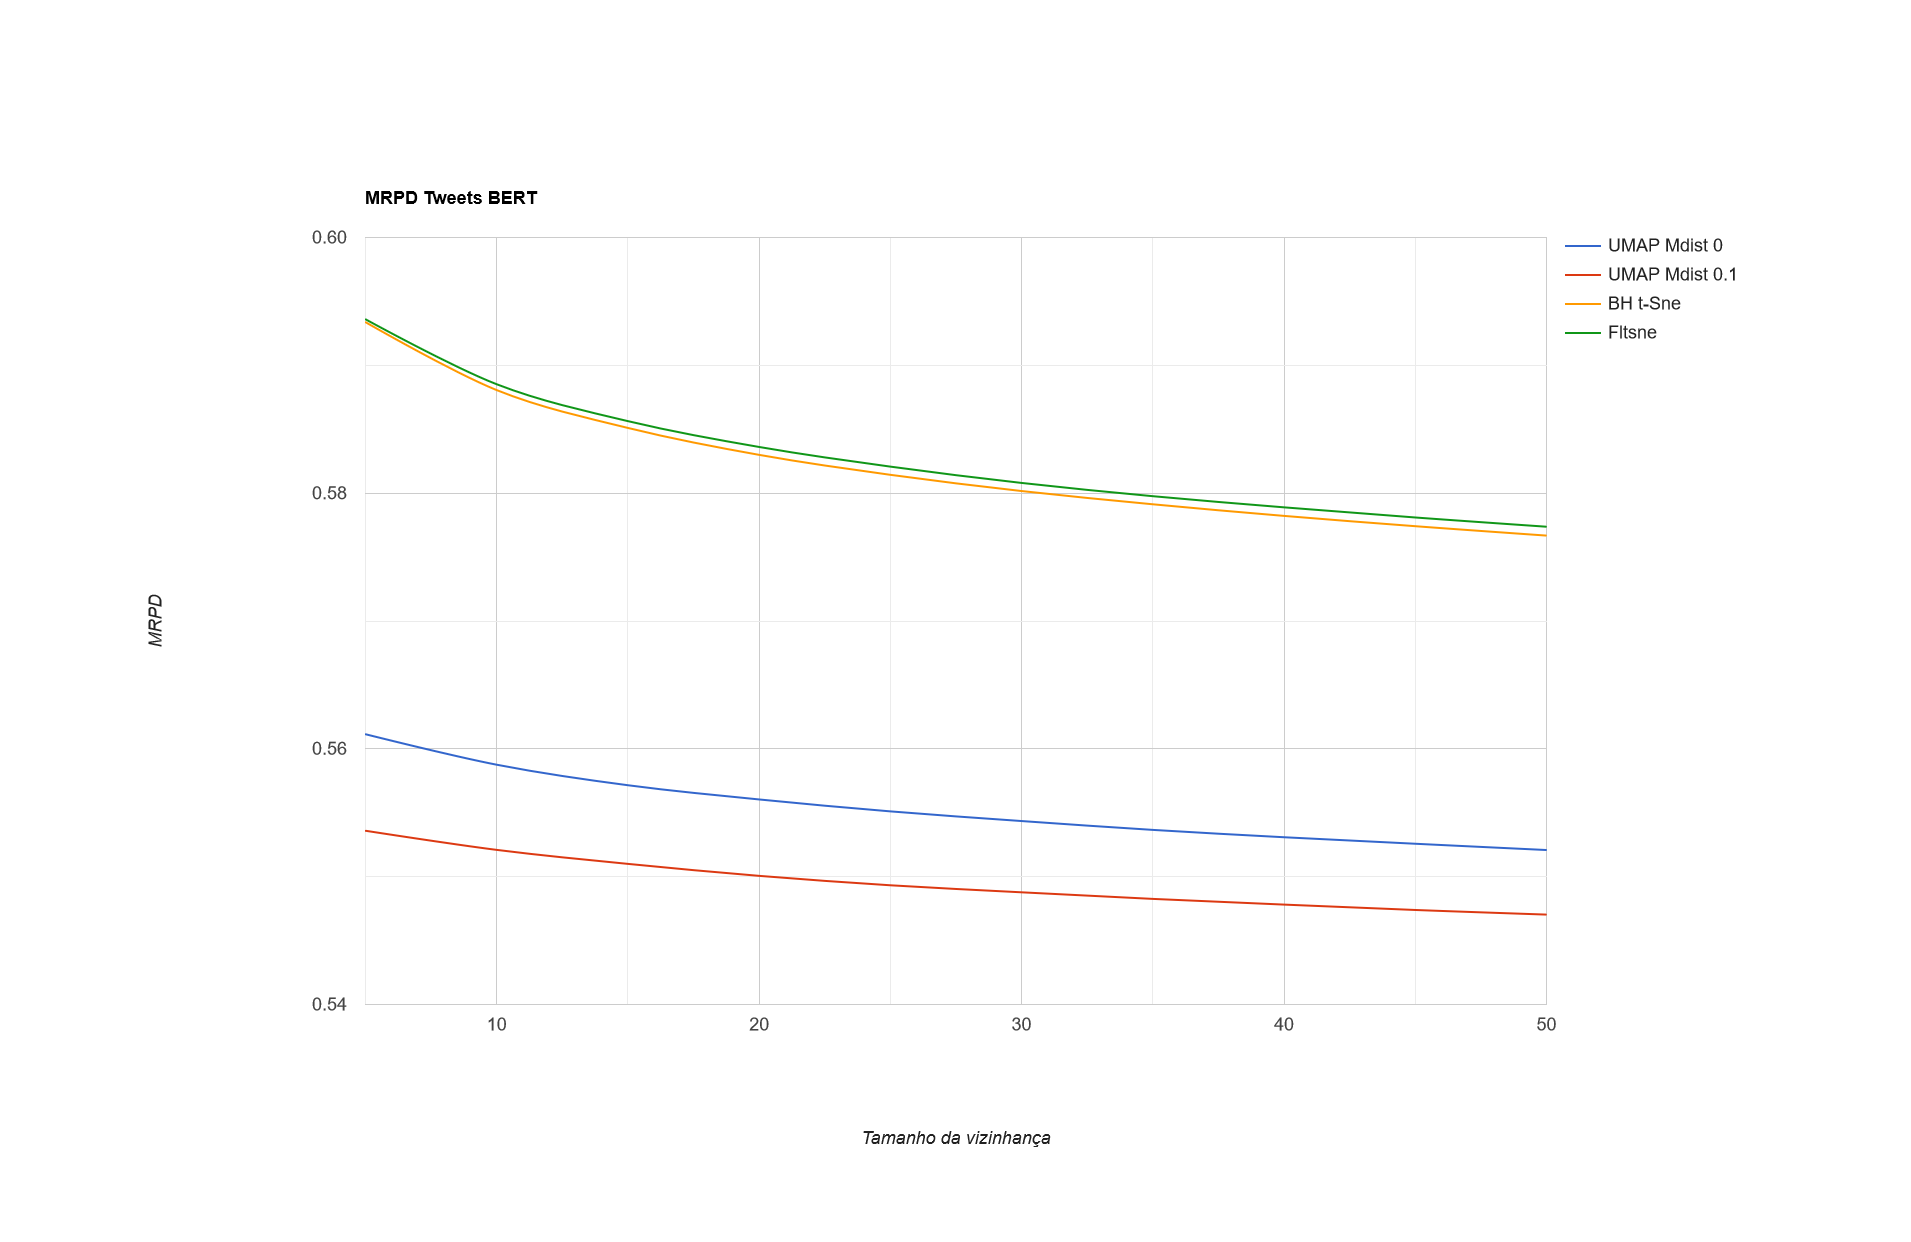 MRPD Tweets BERT
0.60
0.58
0.56
0.54
MRPD
10 20 30 40 50
Tamanho da vizinhança
UMAP Mdist 0
UMAP Mdist 0.1
BH t-Sne
FItsne